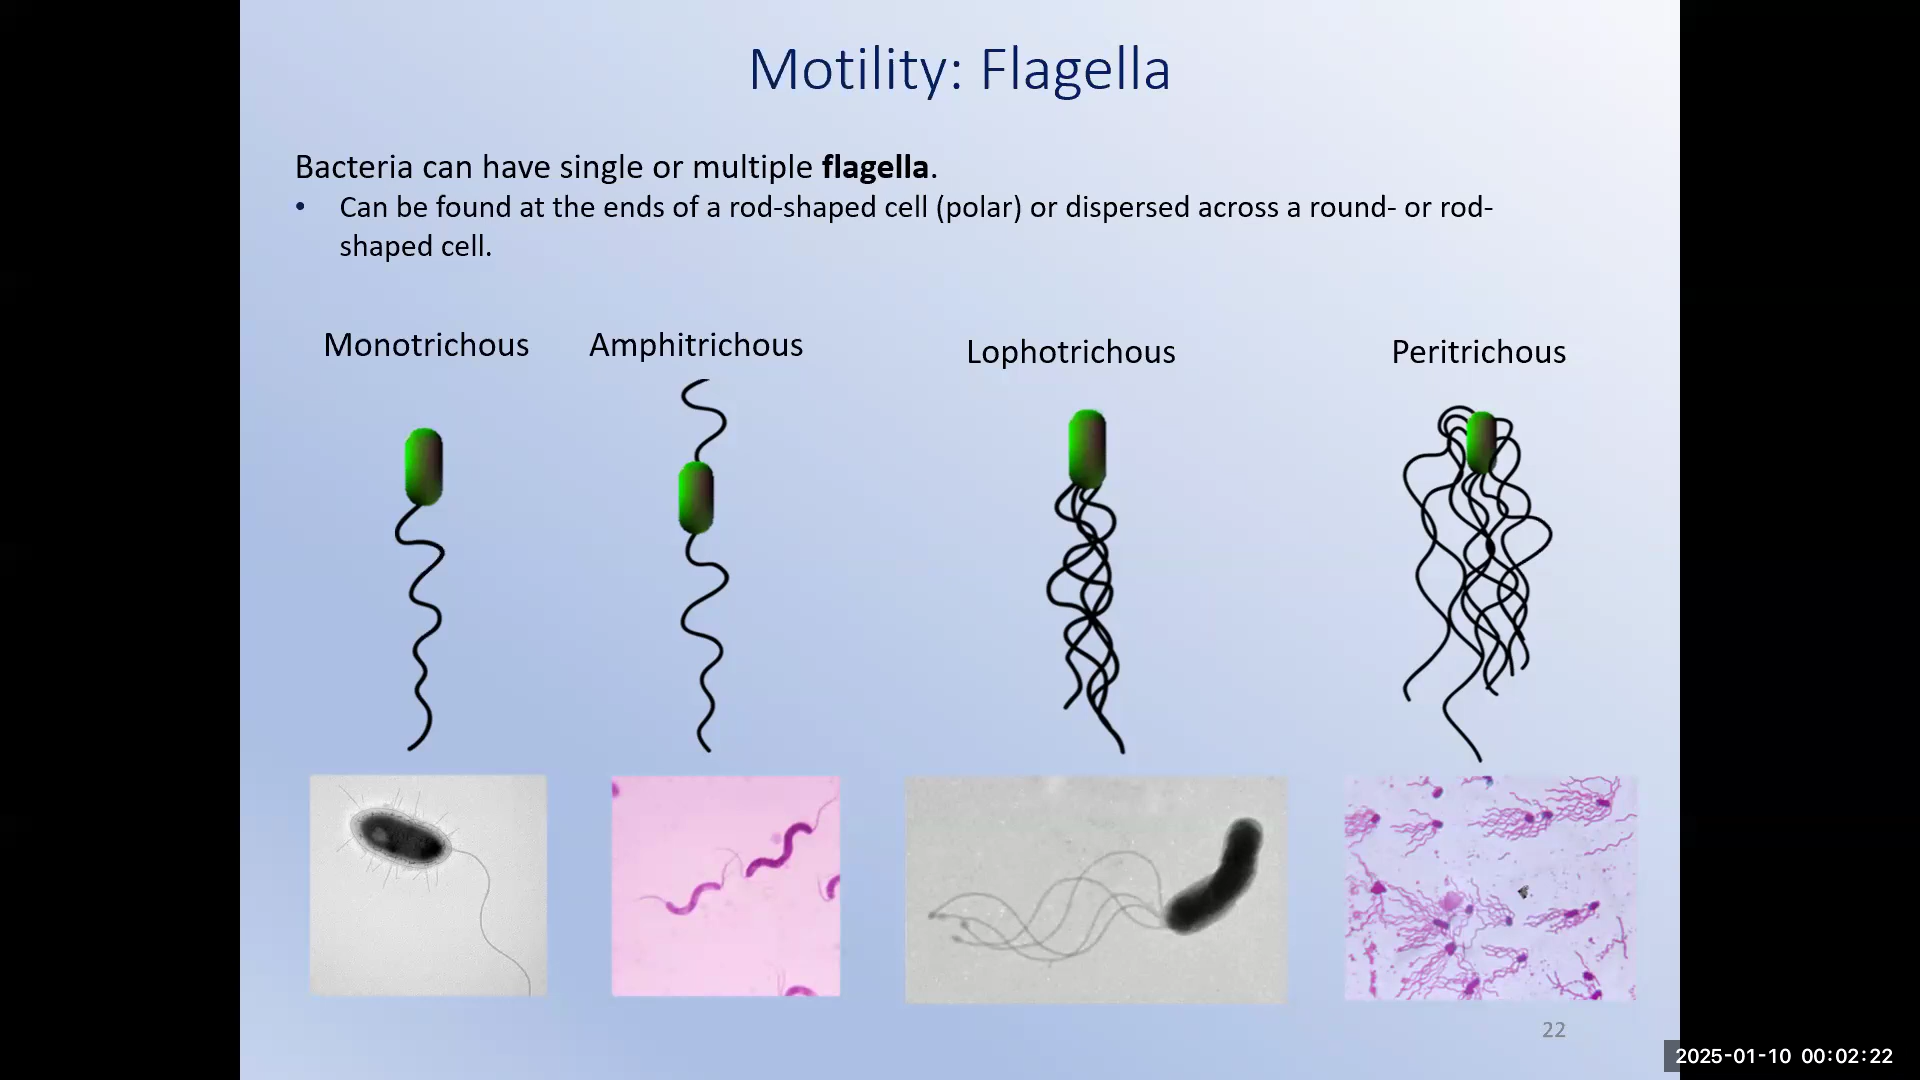 Motility: Flagella
Bacteria can have single or multiple flagella.
• Can be found at the ends of a rod-shaped cell (polar) or dispersed across a round- or rod-
shaped cell.
Monotrichous
Amphitrichous
Lophotrichous
Peritrichous
22
2025-01-10 00:02:22